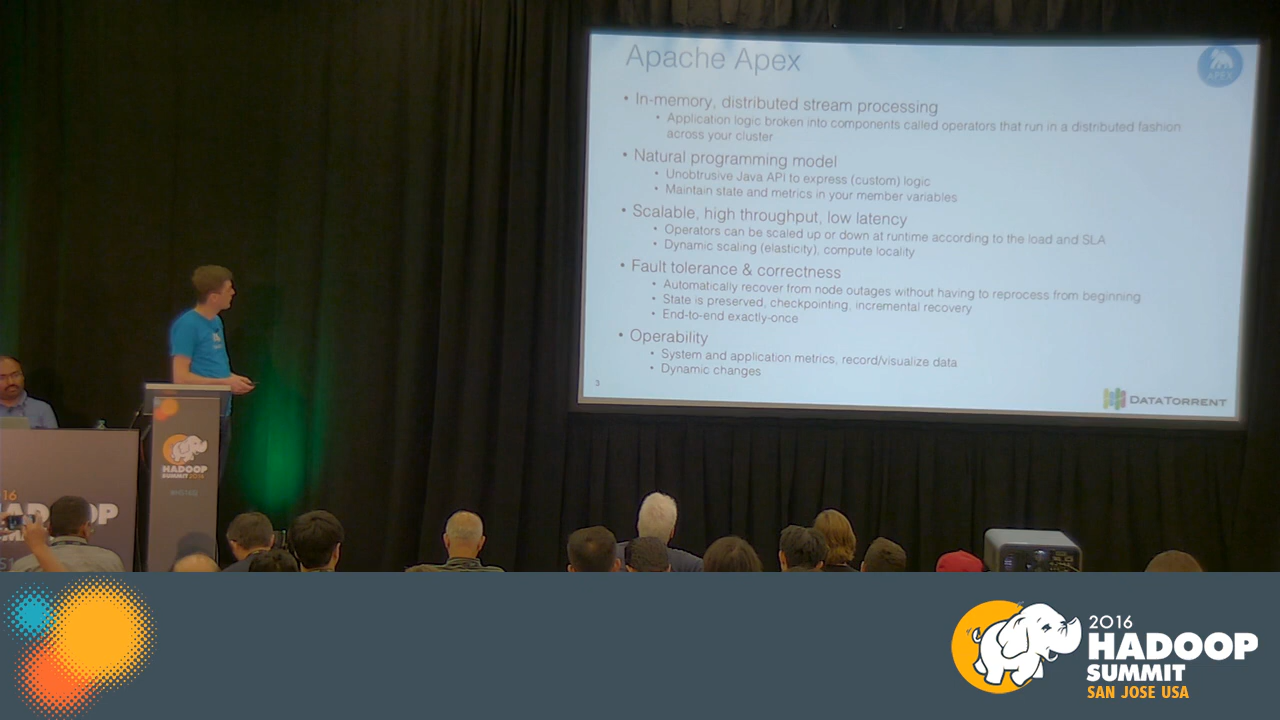 Apache Apex
APEX
• In-memory, distributed stream processing
• Application logic broken into components called operators that run in a distributed fashion
across your cluster
• Natural programming model
• Unobtrusive Java API to express (custom) logic
• Maintain state and metrics in your member variables
• Scalable, high throughput, low latency
• Operators can be scaled up or down at runtime according to the load and SLA
• Dynamic scaling (elasticity), compute locality
• Fault tolerance & correctness
• Automatically recover from node outages without having to reprocess from beginning
• State is preserved, checkpointing, incremental recovery
• End-to-end exactly-once
• Operability
• System and application metrics, record/visualize data
• Dynamic changes
3
DATATORRENT
HADOOP
SUMMIT 2016
16
HADOOP
2016
HADOOP
SUMMIT
SAN JOSE USA